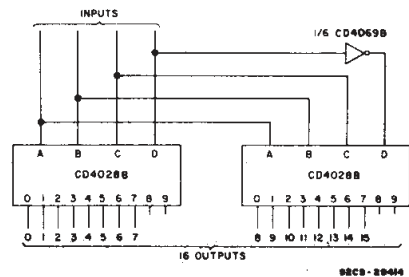 INPUTS
1/6 CD4069B
A B C D A B C D
CD4028B CD4028B
0 1 2 3 4 5 6 7 8 9 0 1 2 3 4 5 6 7 8 9
0 1 2 3 4 5 6 7 8 9 10 11 12 13 14 15
16 OUTPUTS
92CS-29414